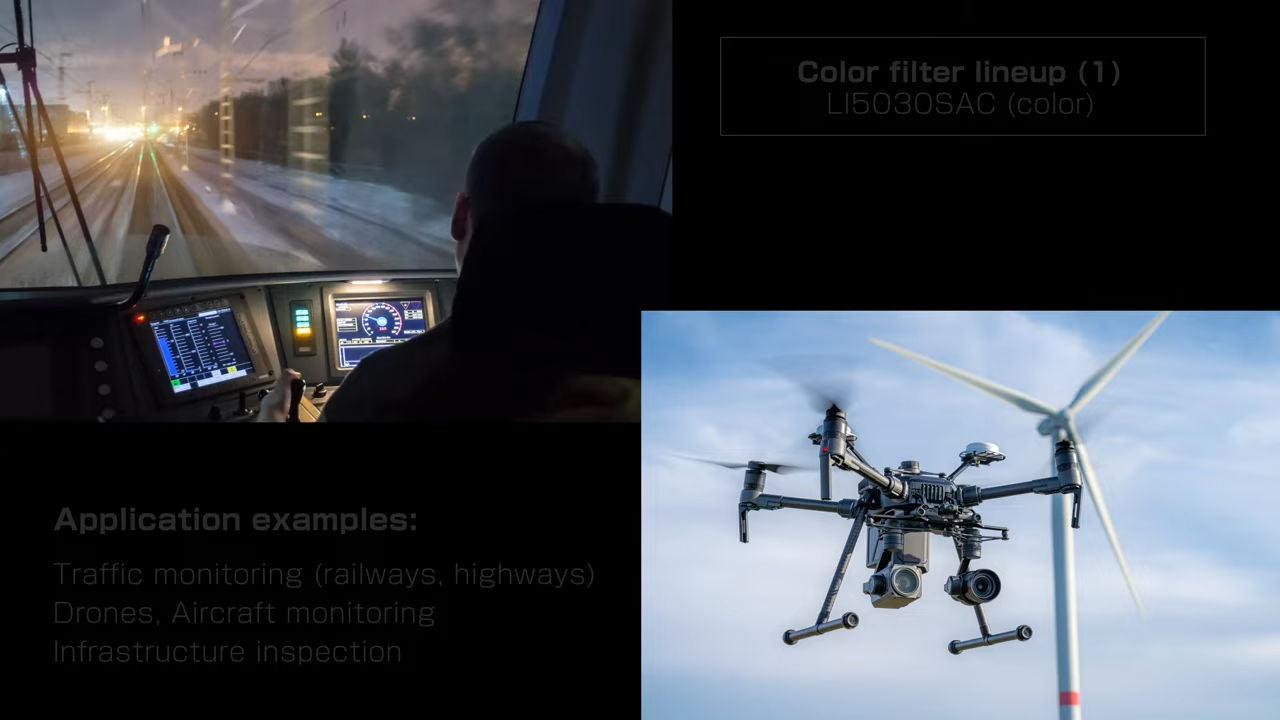 Color filter lineup (1)
LI5030SAC (color)
Application examples:
Traffic monitoring (railways, highways)
Drones, Aircraft monitoring
Infrastructure inspection